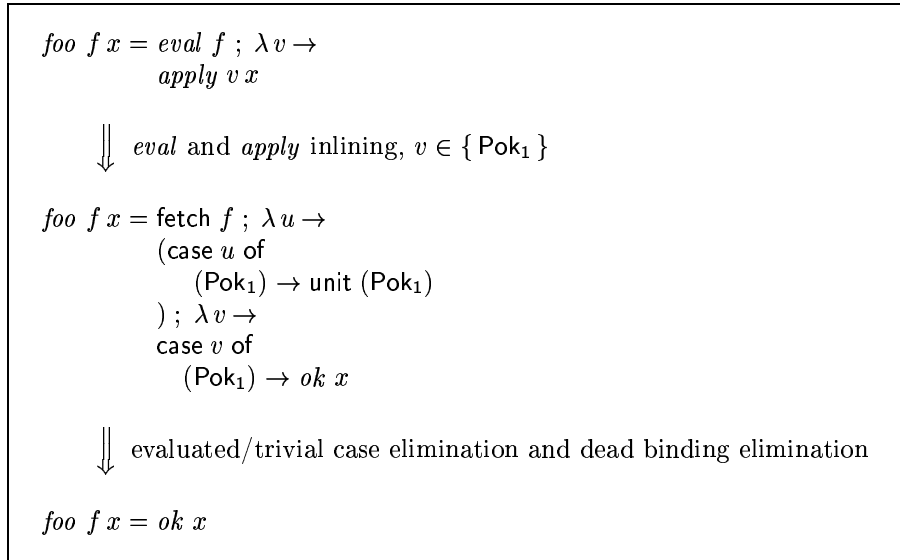 foo f x = eval f ; λ v →
apply v x
⇓ eval and apply inlining, v ∈ { Pok₁ }
foo f x = fetch f ; λ u →
(case u of
(Pok₁) → unit (Pok₁)
) ; λ v →
case v of
(Pok₁) → ok x
⇓ evaluated/trivial case elimination and dead binding elimination
foo f x = ok x